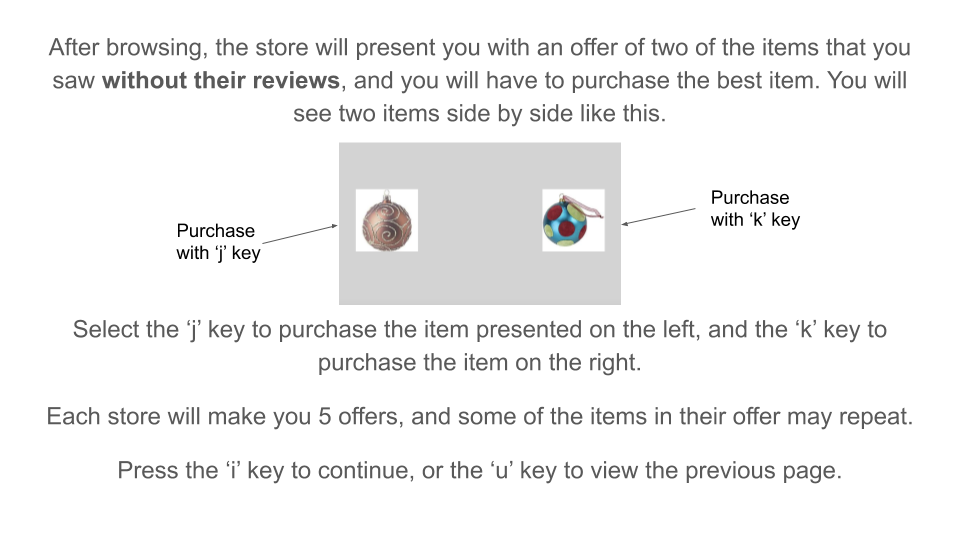 After browsing, the store will present you with an offer of two of the items that you
saw without their reviews, and you will have to purchase the best item. You will
see two items side by side like this.
Purchase
with ‘j’ key
Purchase
with ‘k’ key
Select the ‘j’ key to purchase the item presented on the left, and the ‘k’ key to
purchase the item on the right.
Each store will make you 5 offers, and some of the items in their offer may repeat.
Press the ‘i’ key to continue, or the ‘u’ key to view the previous page.